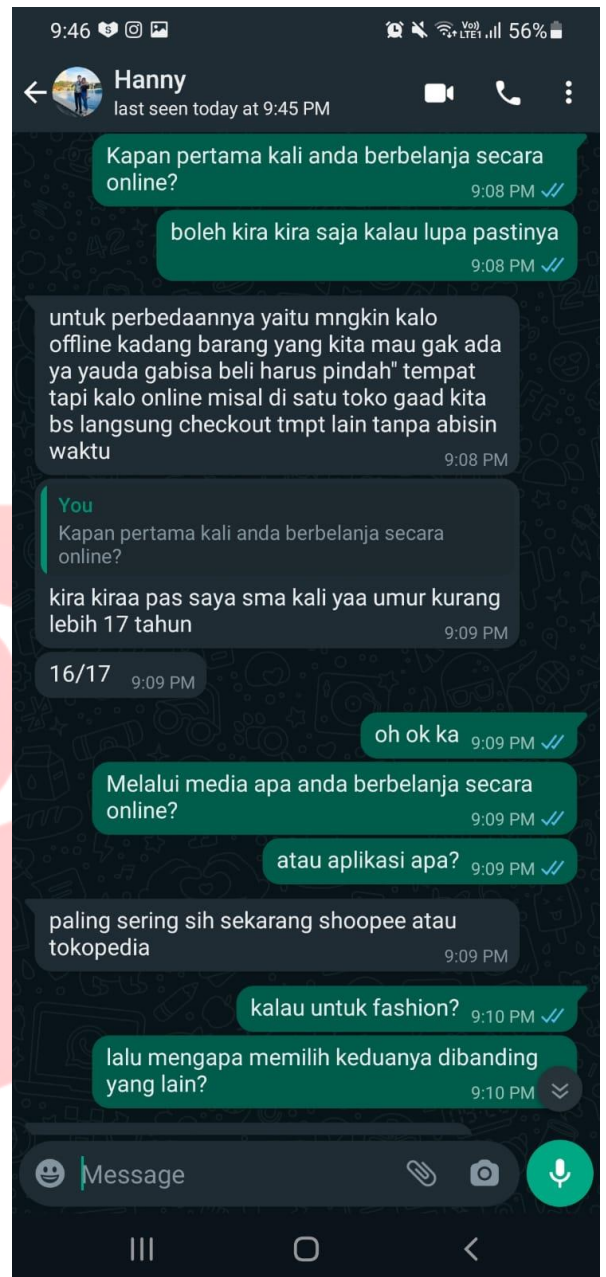 9:46
56%
Hanny
last seen today at 9:45 PM
Kapan pertama kali anda berbelanja secara
online?
9:08 PM
boleh kira kira saja kalau lupa pastinya
9:08 PM
untuk perbedaannya yaitu mngkin kalo
offline kadang barang yang kita mau gak ada
ya yauda gabisa beli harus pindah" tempat
tapi kalo online misal di satu toko gaad kita
bs langsung checkout tmpt lain tanpa abisin
waktu
9:08 PM
You
Kapan pertama kali anda berbelanja secara
online?
kira kiraa pas saya sma kali yaa umur kurang
lebih 17 tahun
9:09 PM
16/17 9:09 PM
oh ok ka 9:09 PM
Melalui media apa anda berbelanja secara
online?
9:09 PM
atau aplikasi apa? 9:09 PM
paling sering sih sekarang shoopee atau
tokopedia
9:09 PM
kalau untuk fashion? 9:10 PM
lalu mengapa memilih keduanya dibanding
yang lain?
9:10 PM
Message